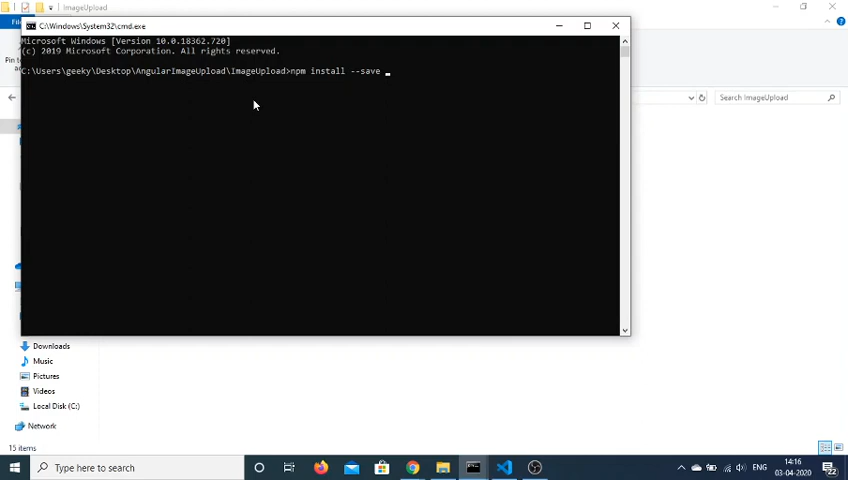 ImageUpload
C:\Windows\System32\cmd.exe
Microsoft Windows [Version 10.0.18362.720]
(c) 2019 Microsoft Corporation. All rights reserved.
C:\Users\geeky\Desktop\AngularImageUpload\ImageUpload>npm install --save _
Search ImageUpload
Downloads
Music
Pictures
Videos
Local Disk (C:)
Network
15 items
Type here to search
ENG
14:16
03-04-2020
22